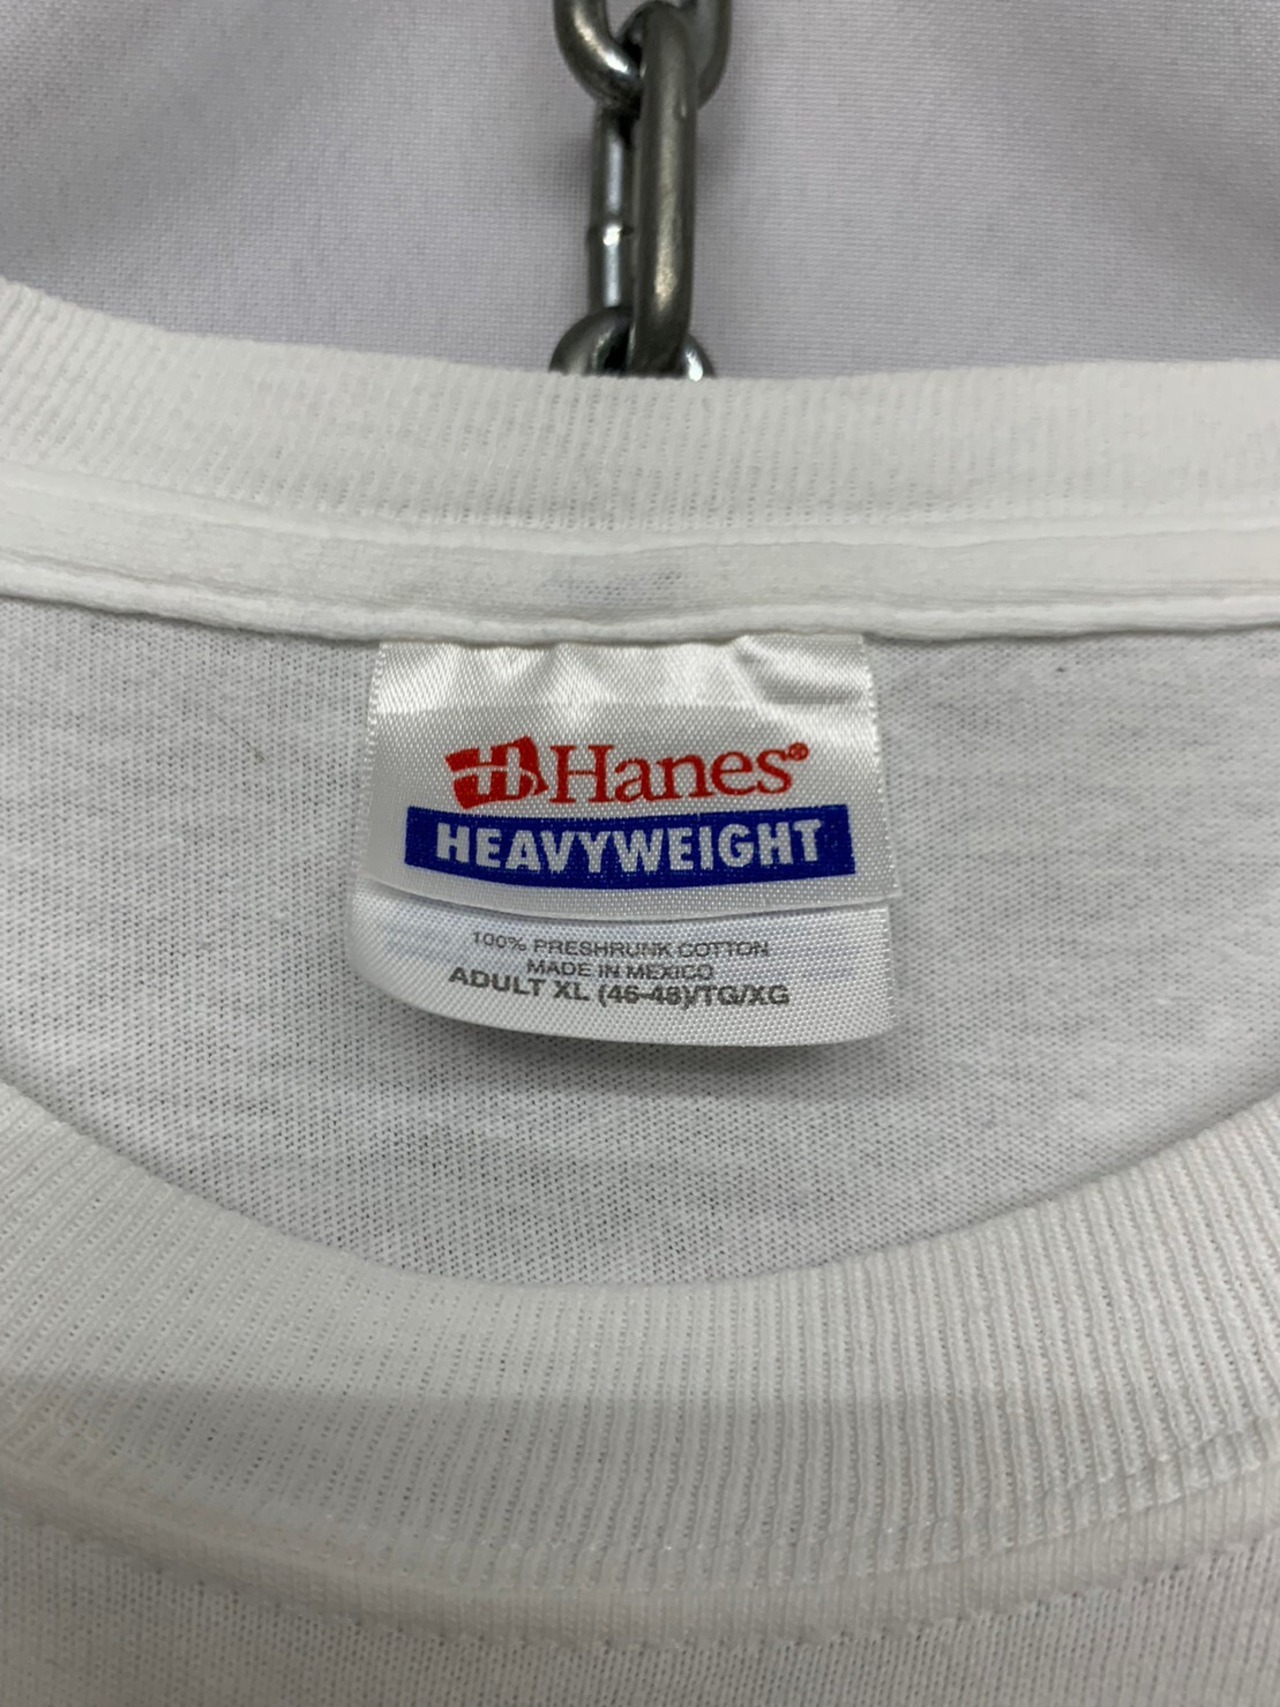 Hanes®
HEAVYWEIGHT
100% PRESHRUNK COTTON
MADE IN MEXICO
ADULT XL (46-48)/TG/XG